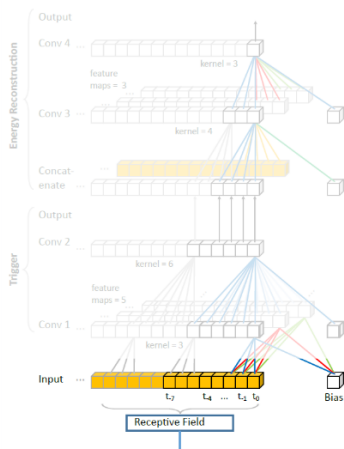 Output
Conv 4 ...
kernel = 3
feature
maps = 3
Energy Reconstruction
Conv 3 ...
kernel = 4
Concat-
enate ...
Output
Conv 2 ...
kernel = 6
Trigger
feature
maps = 5
Conv 1 ...
kernel = 3
Input ...
t-7 t-4 ... t-1 t0
Bias
Receptive Field